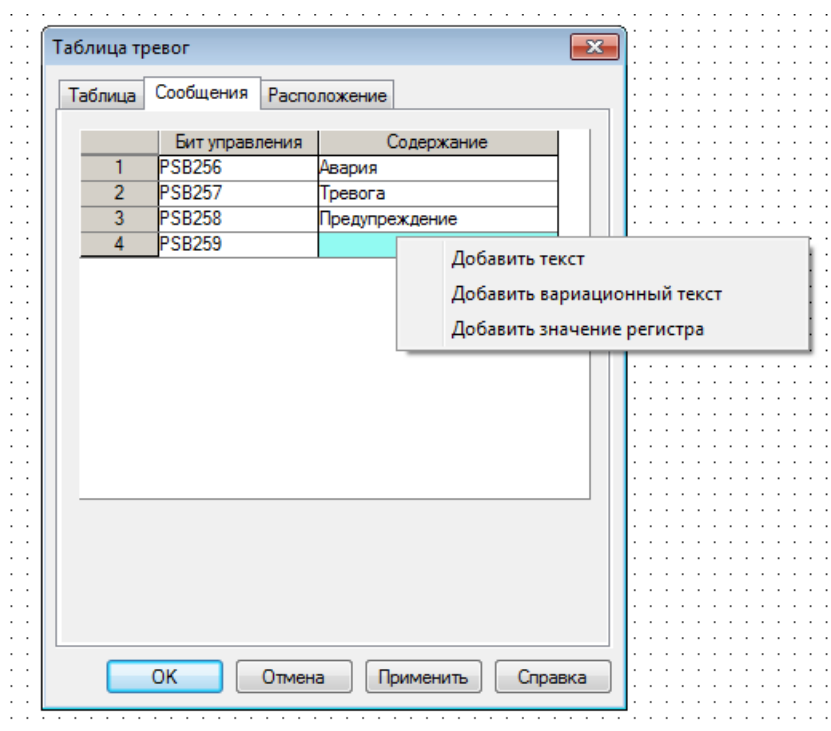 Таблица тревог
Таблица Сообщения Расположение
Бит управления Содержание
1 PSB256 Авария
2 PSB257 Тревога
3 PSB258 Предупреждение
4 PSB259
Добавить текст
Добавить вариационный текст
Добавить значение регистра
OK Отмена Применить Справка